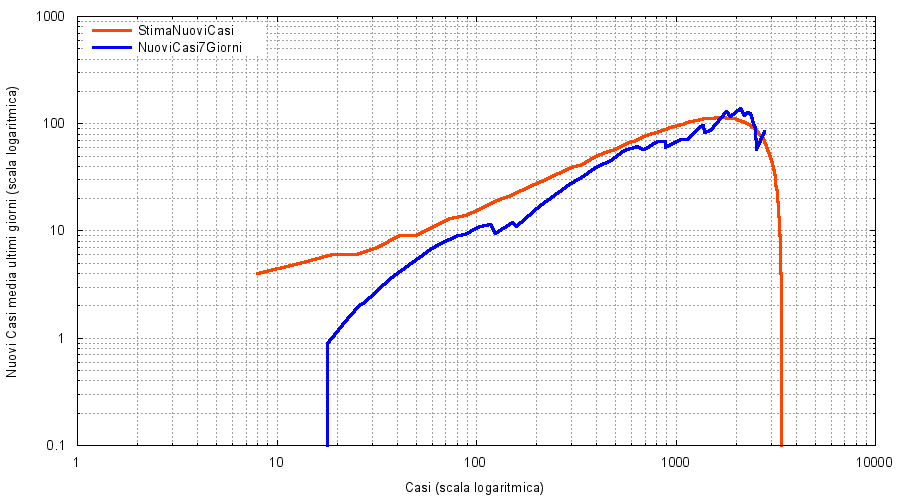 1000
StimaNuoviCasi
NuoviCasi7Giorni
100
10
1
0.1
Nuovi Casi media ultimi giorni (scala logaritmica)
1
10
100
1000
10000
Casi (scala logaritmica)